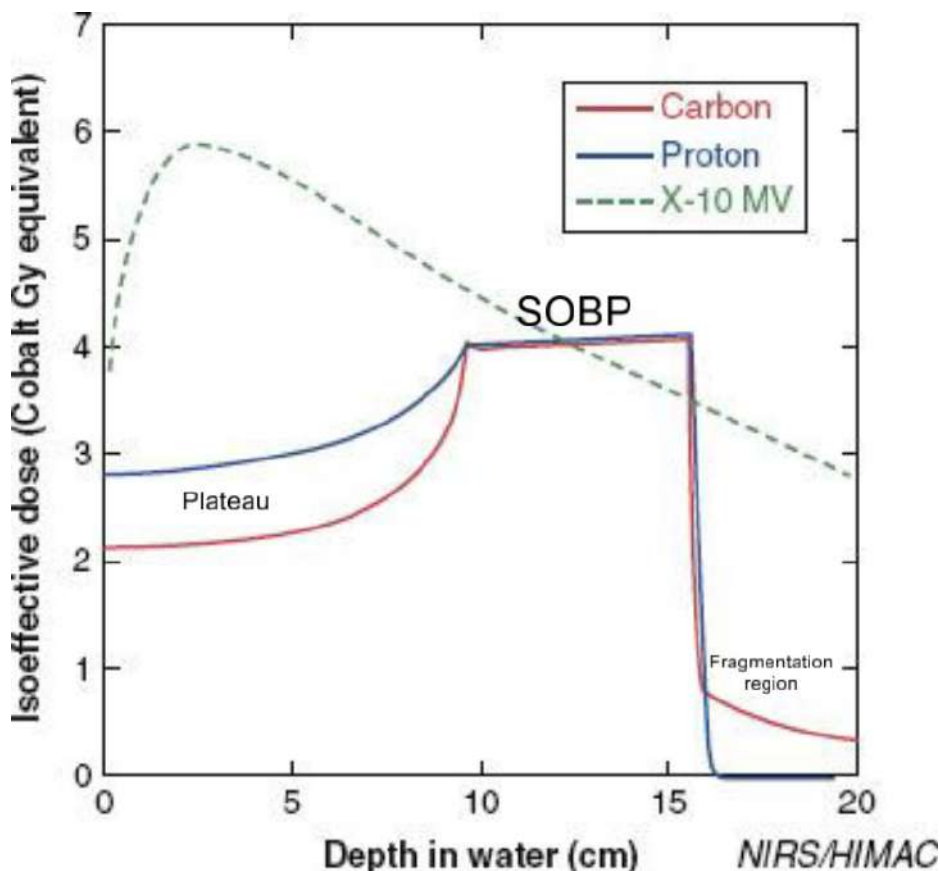 Isoeffective dose (Cobalt Gy equivalent)
7
6
5
4
3
2
1
0
Carbon
Proton
X-10 MV
SOBP
Plateau
Fragmentation
region
0 5 10 15 20
Depth in water (cm)
NIRS/HIMAC